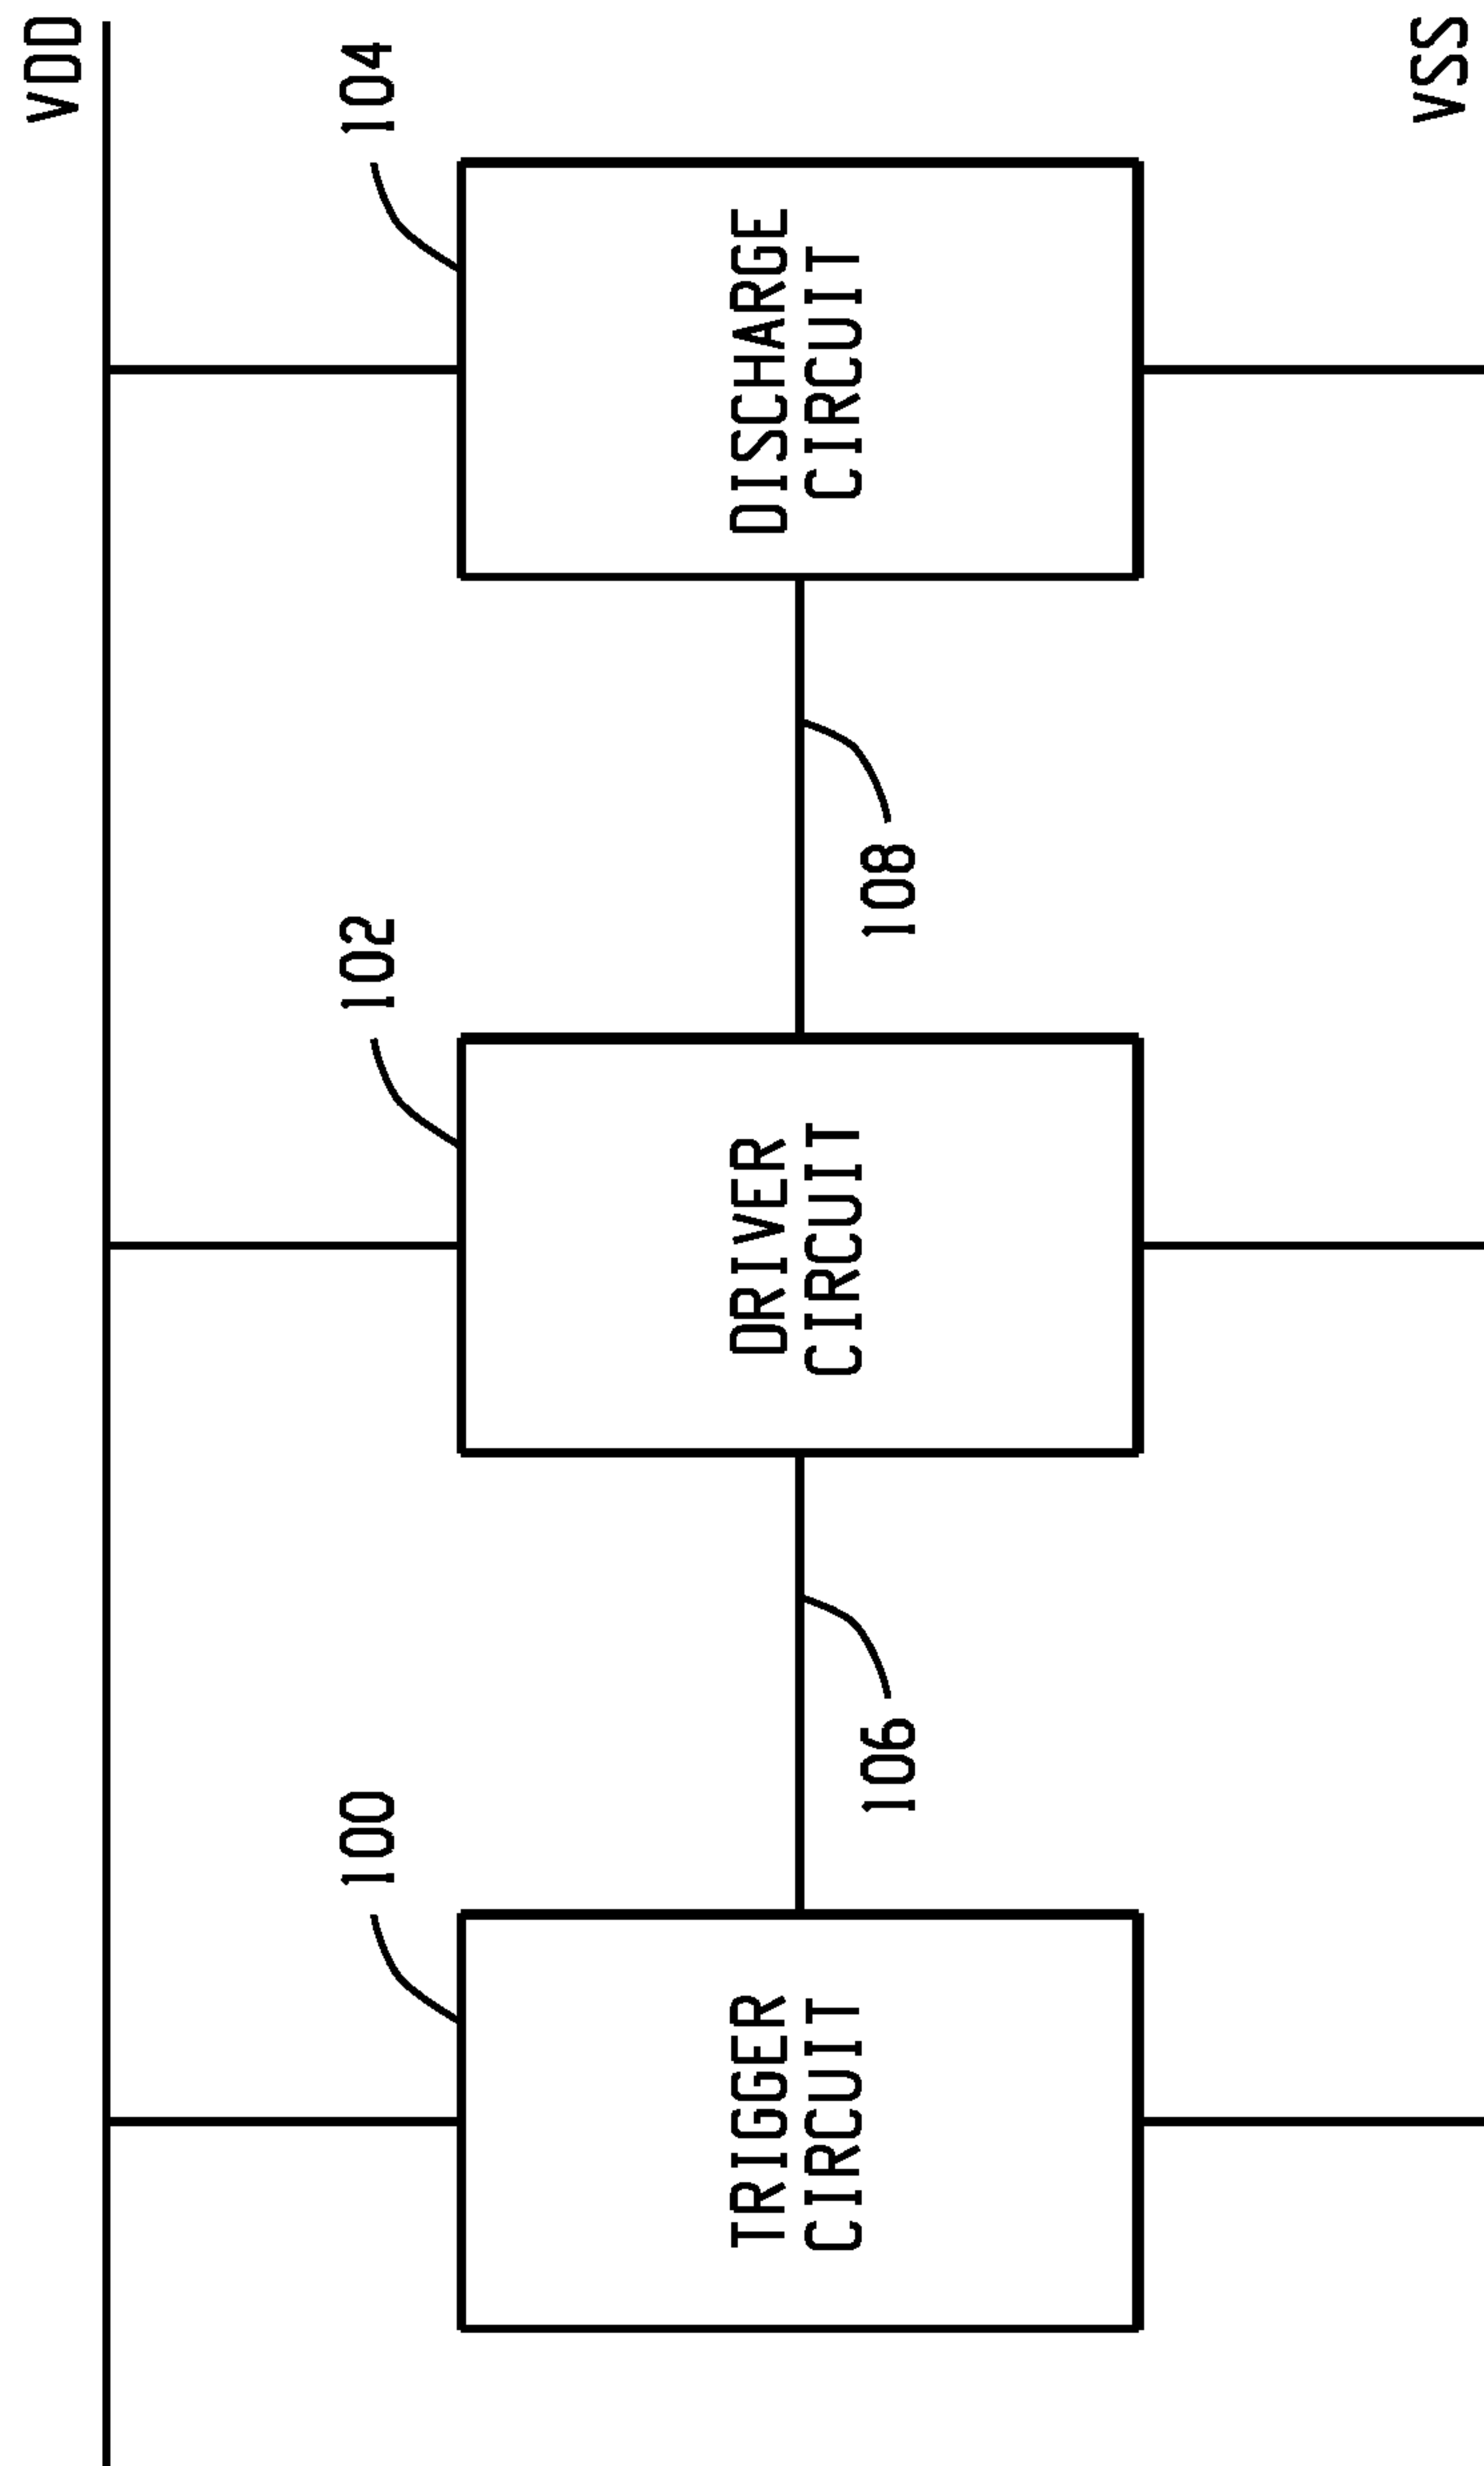 VDD
100
102
104
TRIGGER
CIRCUIT
DRIVER
CIRCUIT
DISCHARGE
CIRCUIT
106
108
VSS